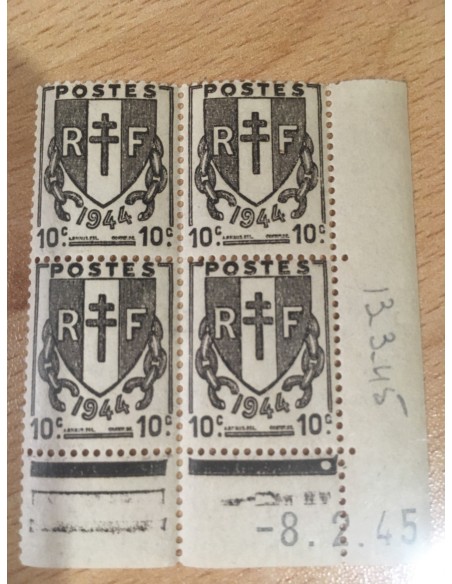 POSTES POSTES
R F R F
1944 1944
10c. 10c. 10c. 10c.
POSTES POSTES
R F R F
1944 1944
10c. 10c. 10c. 10c.
13 3 45
-8.2.45